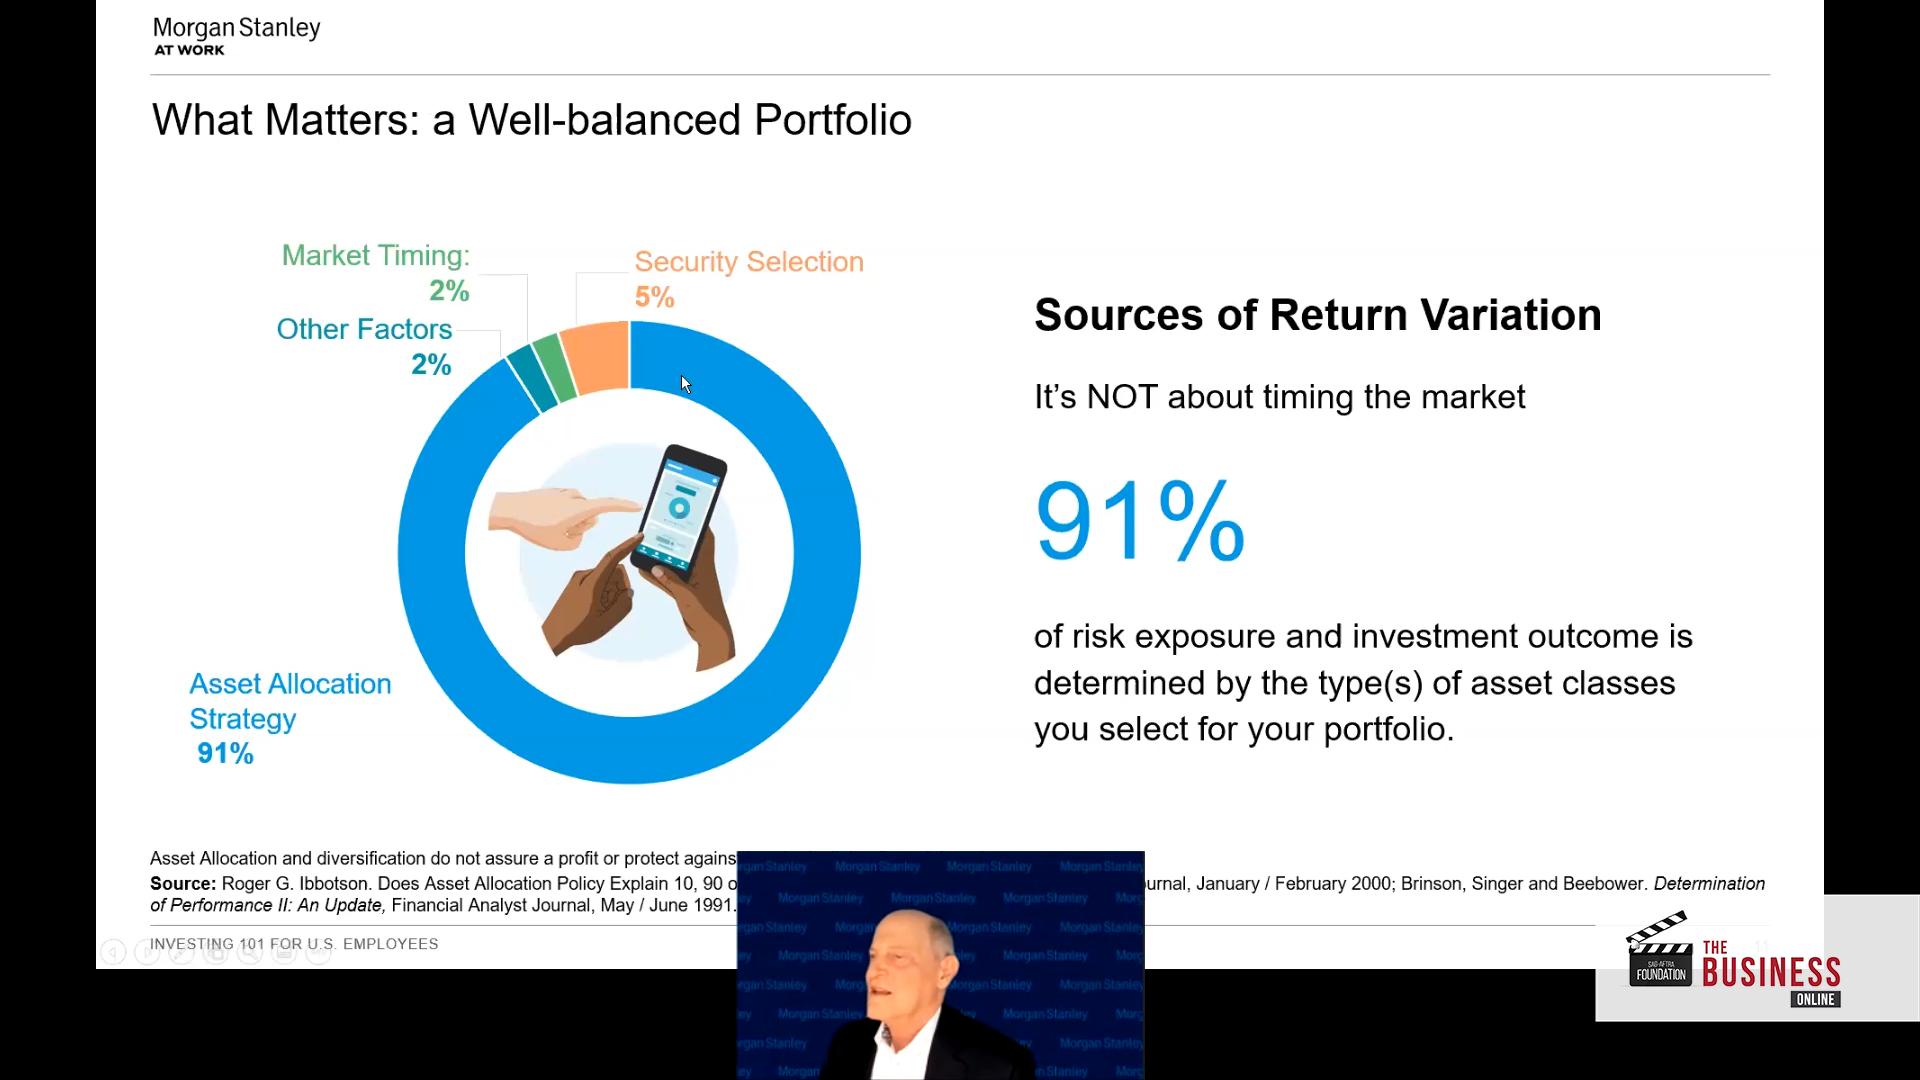 Morgan Stanley
AT WORK
What Matters: a Well-balanced Portfolio
Market Timing:
2%
Security Selection
5%
Other Factors
2%
Asset Allocation
Strategy
91%
Sources of Return Variation
It's NOT about timing the market
91%
of risk exposure and investment outcome is
determined by the type(s) of asset classes
you select for your portfolio.
Asset Allocation and diversification do not assure a profit or protect agains
Source: Roger G. Ibbotson. Does Asset Allocation Policy Explain 10, 90 o urnal, January / February 2000; Brinson, Singer and Beebower. Determination
of Performance II: An Update, Financial Analyst Journal, May / June 1991.
INVESTING 101 FOR U.S. EMPLOYEES
11
Morgan Stanley
SAG-AFTRA
FOUNDATION
THE
BUSINESS
ONLINE